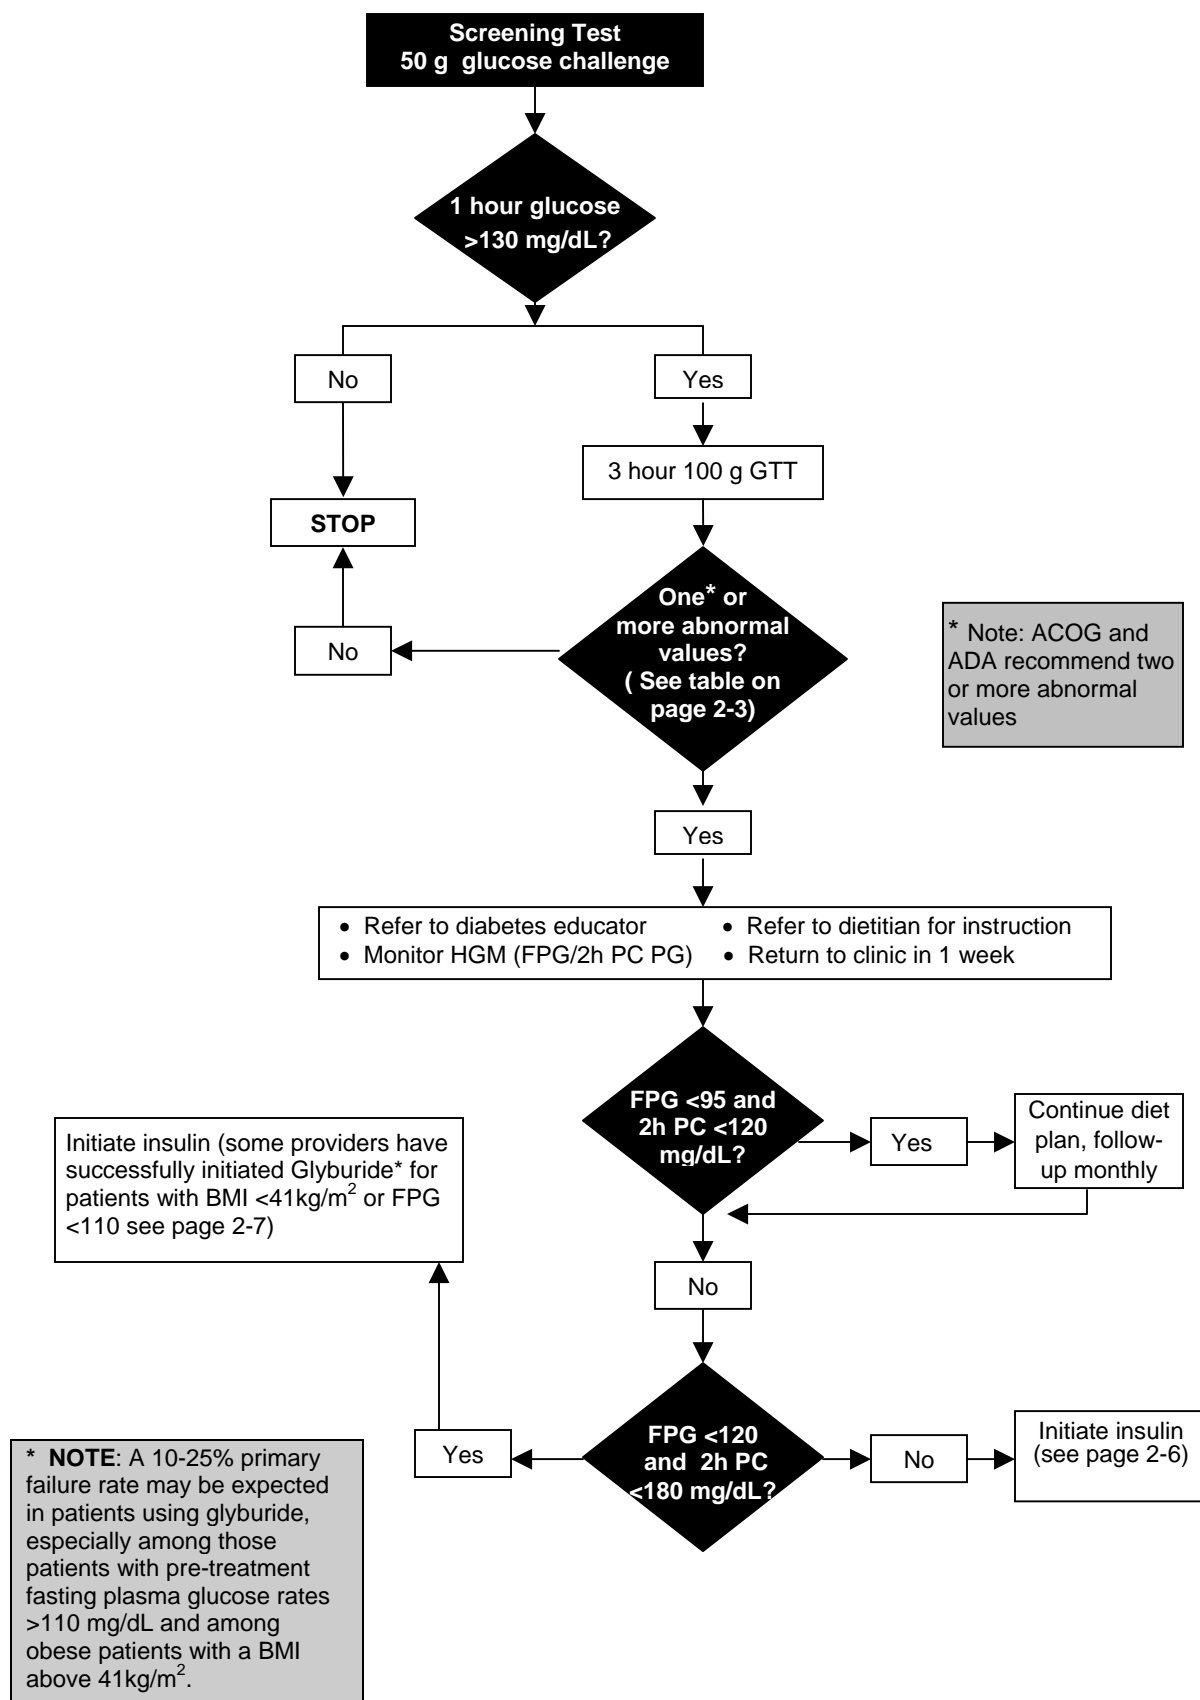 Screening Test
50 g glucose challenge
1 hour glucose
>130 mg/dL?
No
Yes
3 hour 100 g GTT
STOP
One* or
more abnormal
values?
( See table on
page 2-3)
No
* Note: ACOG and
ADA recommend two
or more abnormal
values
Yes
• Refer to diabetes educator
• Monitor HGM (FPG/2h PC PG)
• Refer to dietitian for instruction
• Return to clinic in 1 week
FPG <95 and
2h PC <120
mg/dL?
Yes
Continue diet
plan, follow-
up monthly
Initiate insulin (some providers have
successfully initiated Glyburide* for
patients with BMI <41kg/m² or FPG
<110 see page 2-7)
No
FPG <120
and 2h PC
<180 mg/dL?
Yes
No
Initiate insulin
(see page 2-6)
* NOTE: A 10-25% primary
failure rate may be expected
in patients using glyburide,
especially among those
patients with pre-treatment
fasting plasma glucose rates
>110 mg/dL and among
obese patients with a BMI
above 41kg/m².